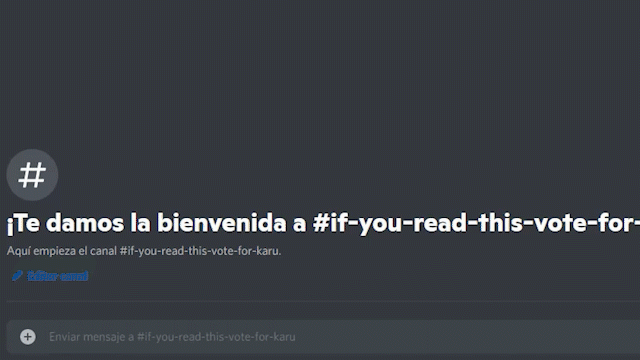 #
¡Te damos la bienvenida a #if-you-read-this-vote-for-
Aquí empieza el canal #if-you-read-this-vote-for-karu.
Editar canal
Enviar mensaje a #if-you-read-this-vote-for-karu